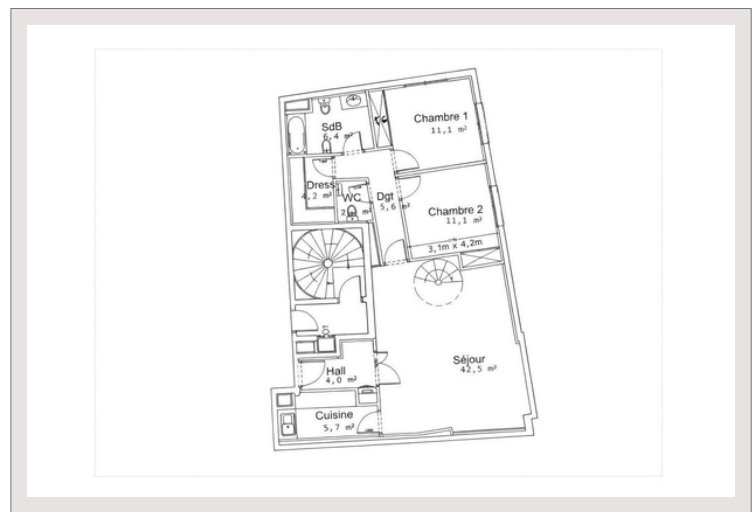 SdB
6,4 m²
Chambre 1
11,1 m²
Dress
4,2 m²
WC
Dgt
5,6 m²
Chambre 2
11,1 m²
3,1m x 4,2m
Séjour
42,5 m²
Hall
4,0 m²
Cuisine
5,7 m²